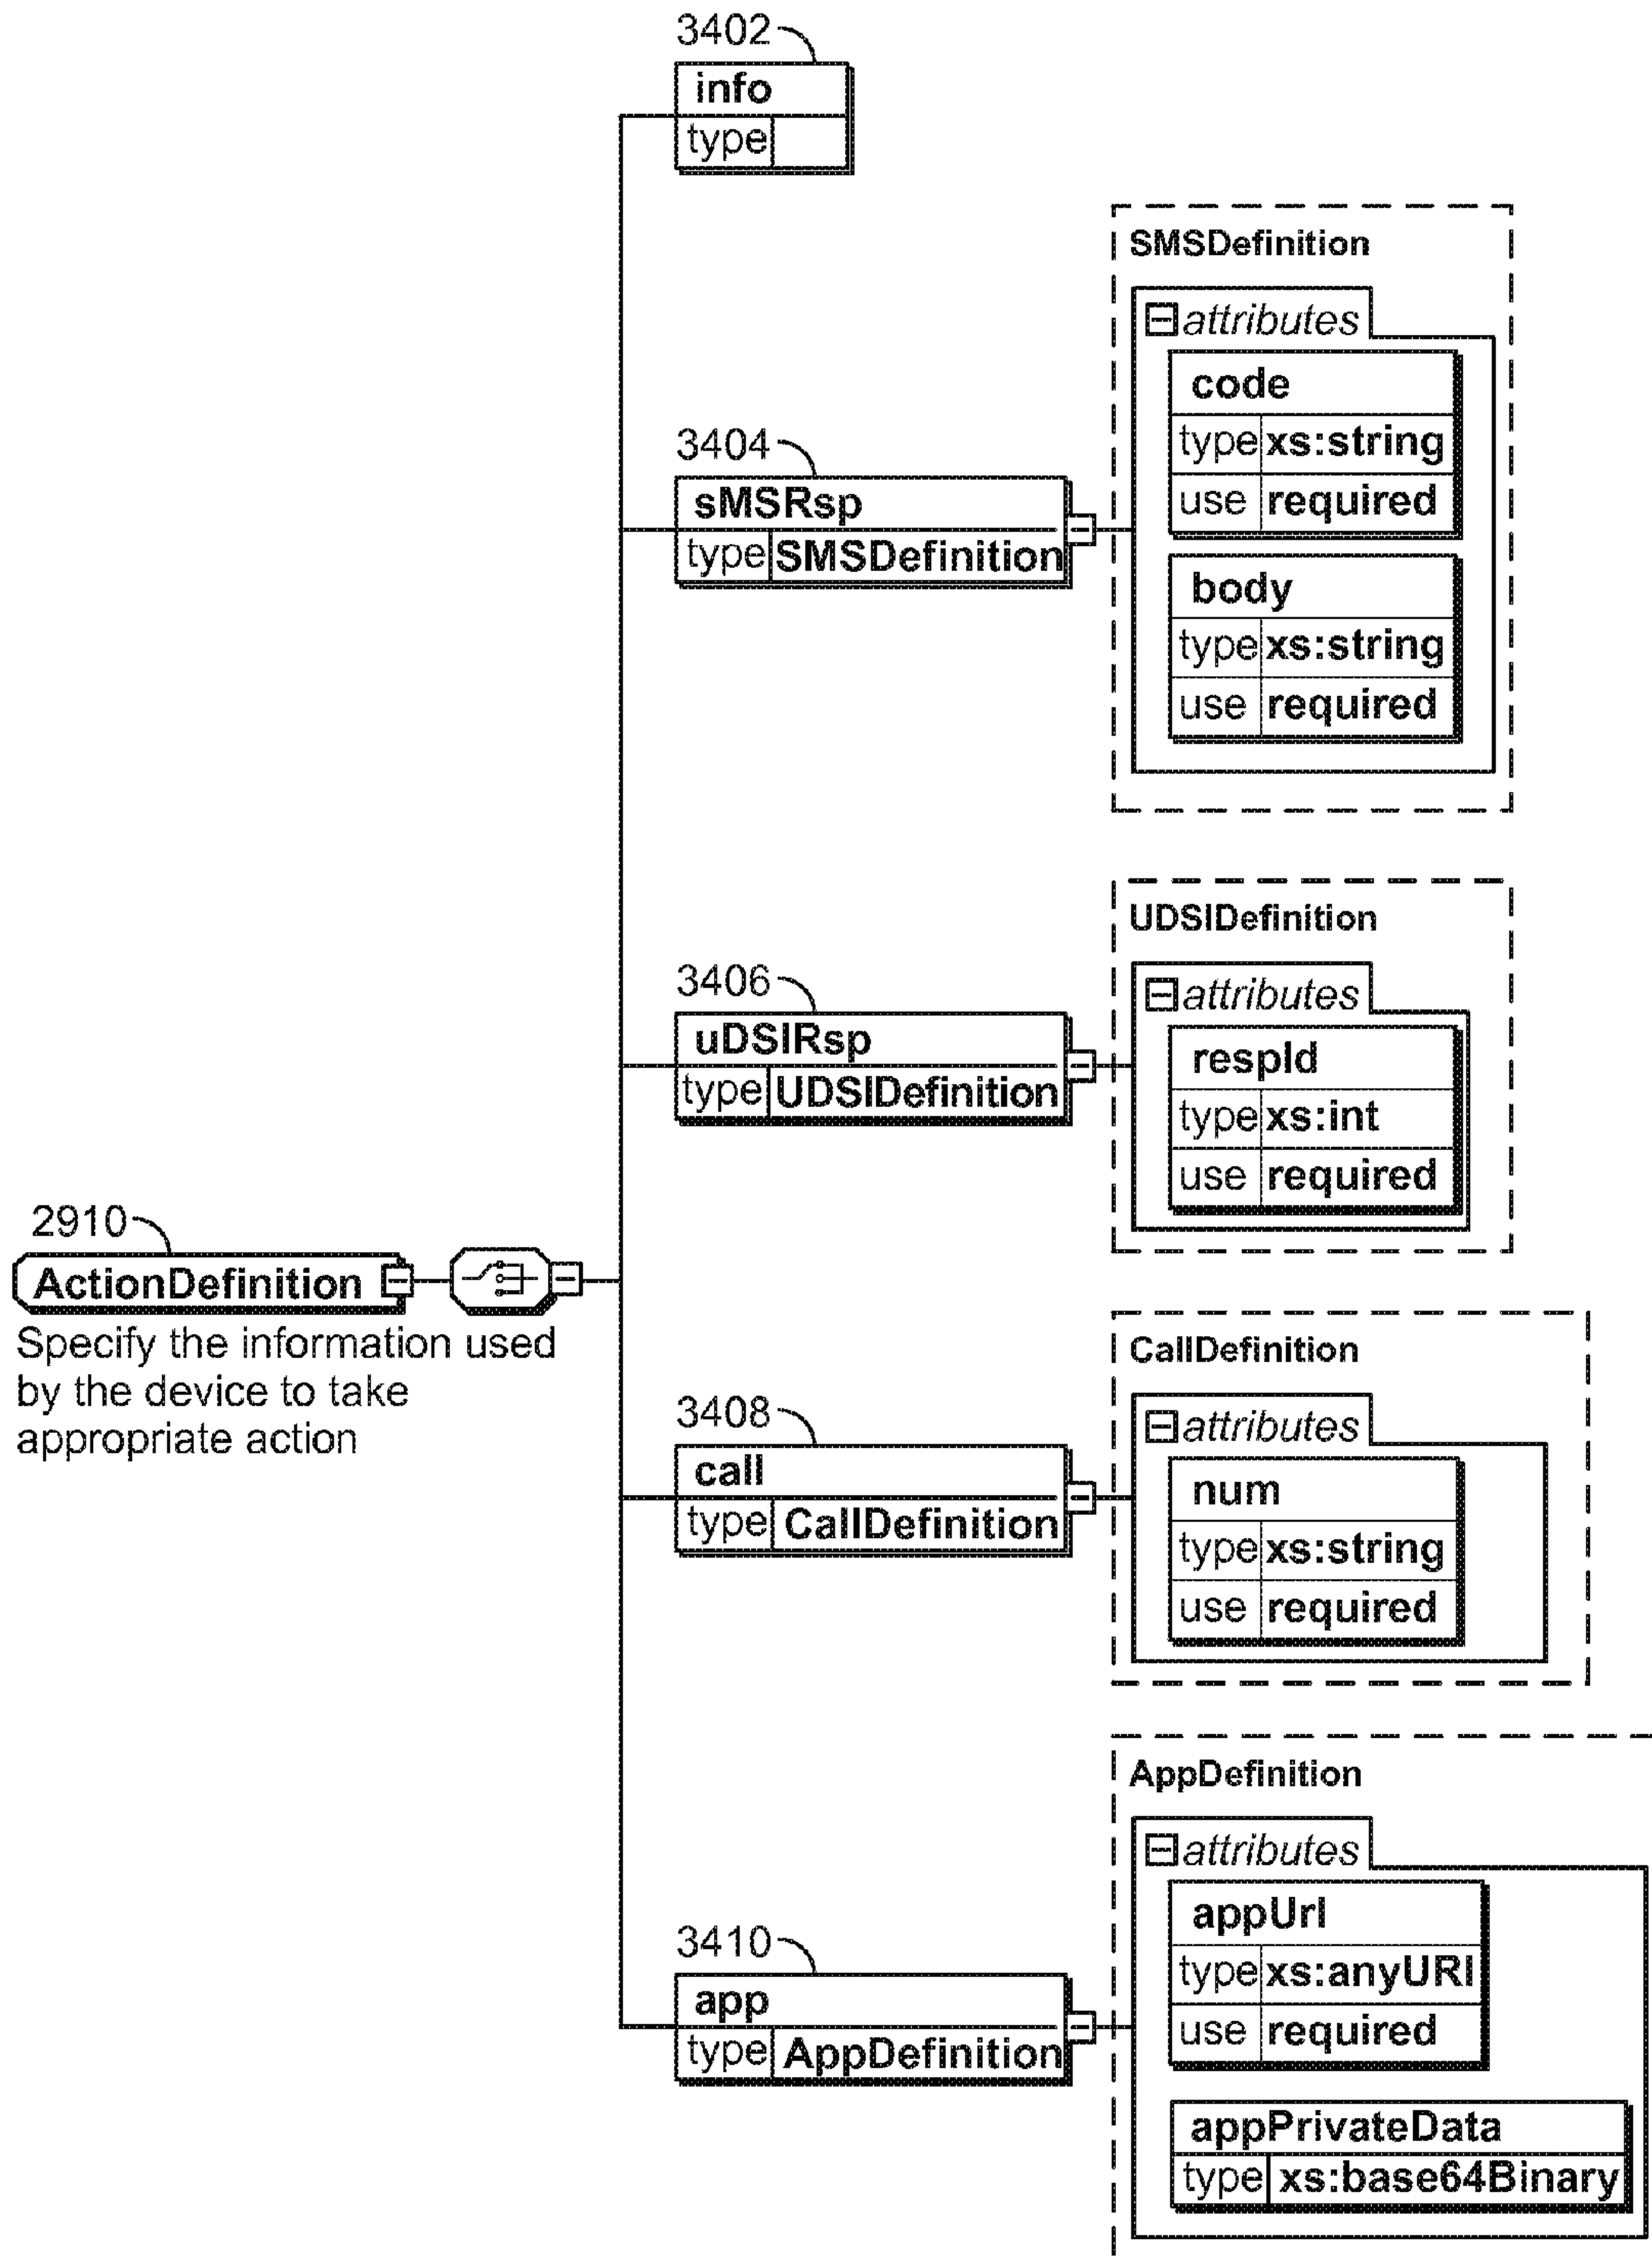 3402
info
type
SMSDefinition
attributes
code
type xs:string
use required
body
type xs:string
use required
3404
sMSRsp
type SMSDefinition
UDSIDefinition
attributes
respId
type xs:int
use required
3406
uDSIRsp
type UDSIDefinition
2910
ActionDefinition
Specify the information used
by the device to take
appropriate action
CallDefinition
attributes
num
type xs:string
use required
3408
call
type CallDefinition
AppDefinition
attributes
appUrl
type xs:anyURI
use required
appPrivateData
type xs:base64Binary
3410
app
type AppDefinition